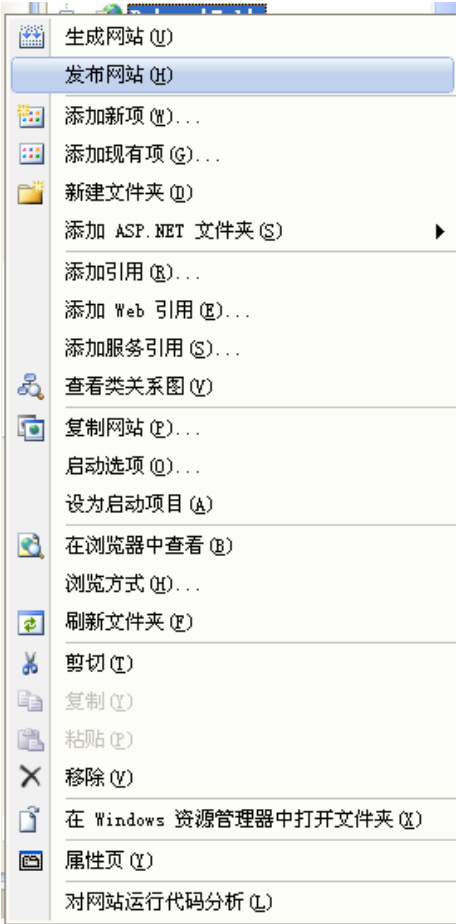 生成网站(U)
发布网站(H)
添加新项(W)...
添加现有项(G)...
新建文件夹(D)
添加 ASP.NET 文件夹(S)
添加引用(R)...
添加 Web 引用(E)...
添加服务引用(S)...
查看类关系图(V)
复制网站(P)...
启动选项(O)...
设为启动项目(A)
在浏览器中查看(B)
浏览方式(H)...
刷新文件夹(F)
剪切(T)
复制(Y)
粘贴(P)
移除(V)
在 Windows 资源管理器中打开文件夹(X)
属性页(Y)
对网站运行代码分析(L)